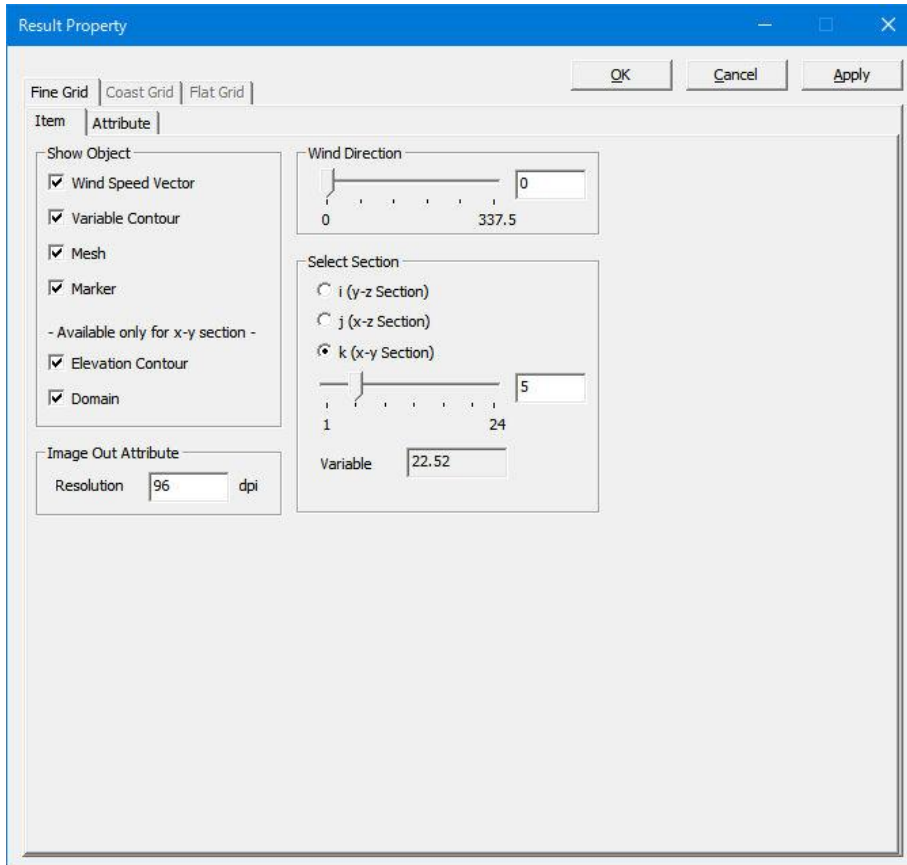 Result Property
OK Cancel Apply
Fine Grid Coast Grid Flat Grid
Item Attribute
Show Object
Wind Speed Vector
Variable Contour
Mesh
Marker
- Available only for x-y section -
Elevation Contour
Domain
Image Out Attribute
Resolution 96 dpi
Wind Direction
0
0 337.5
Select Section
i (y-z Section)
j (x-z Section)
k (x-y Section)
5
1 24
Variable 22.52